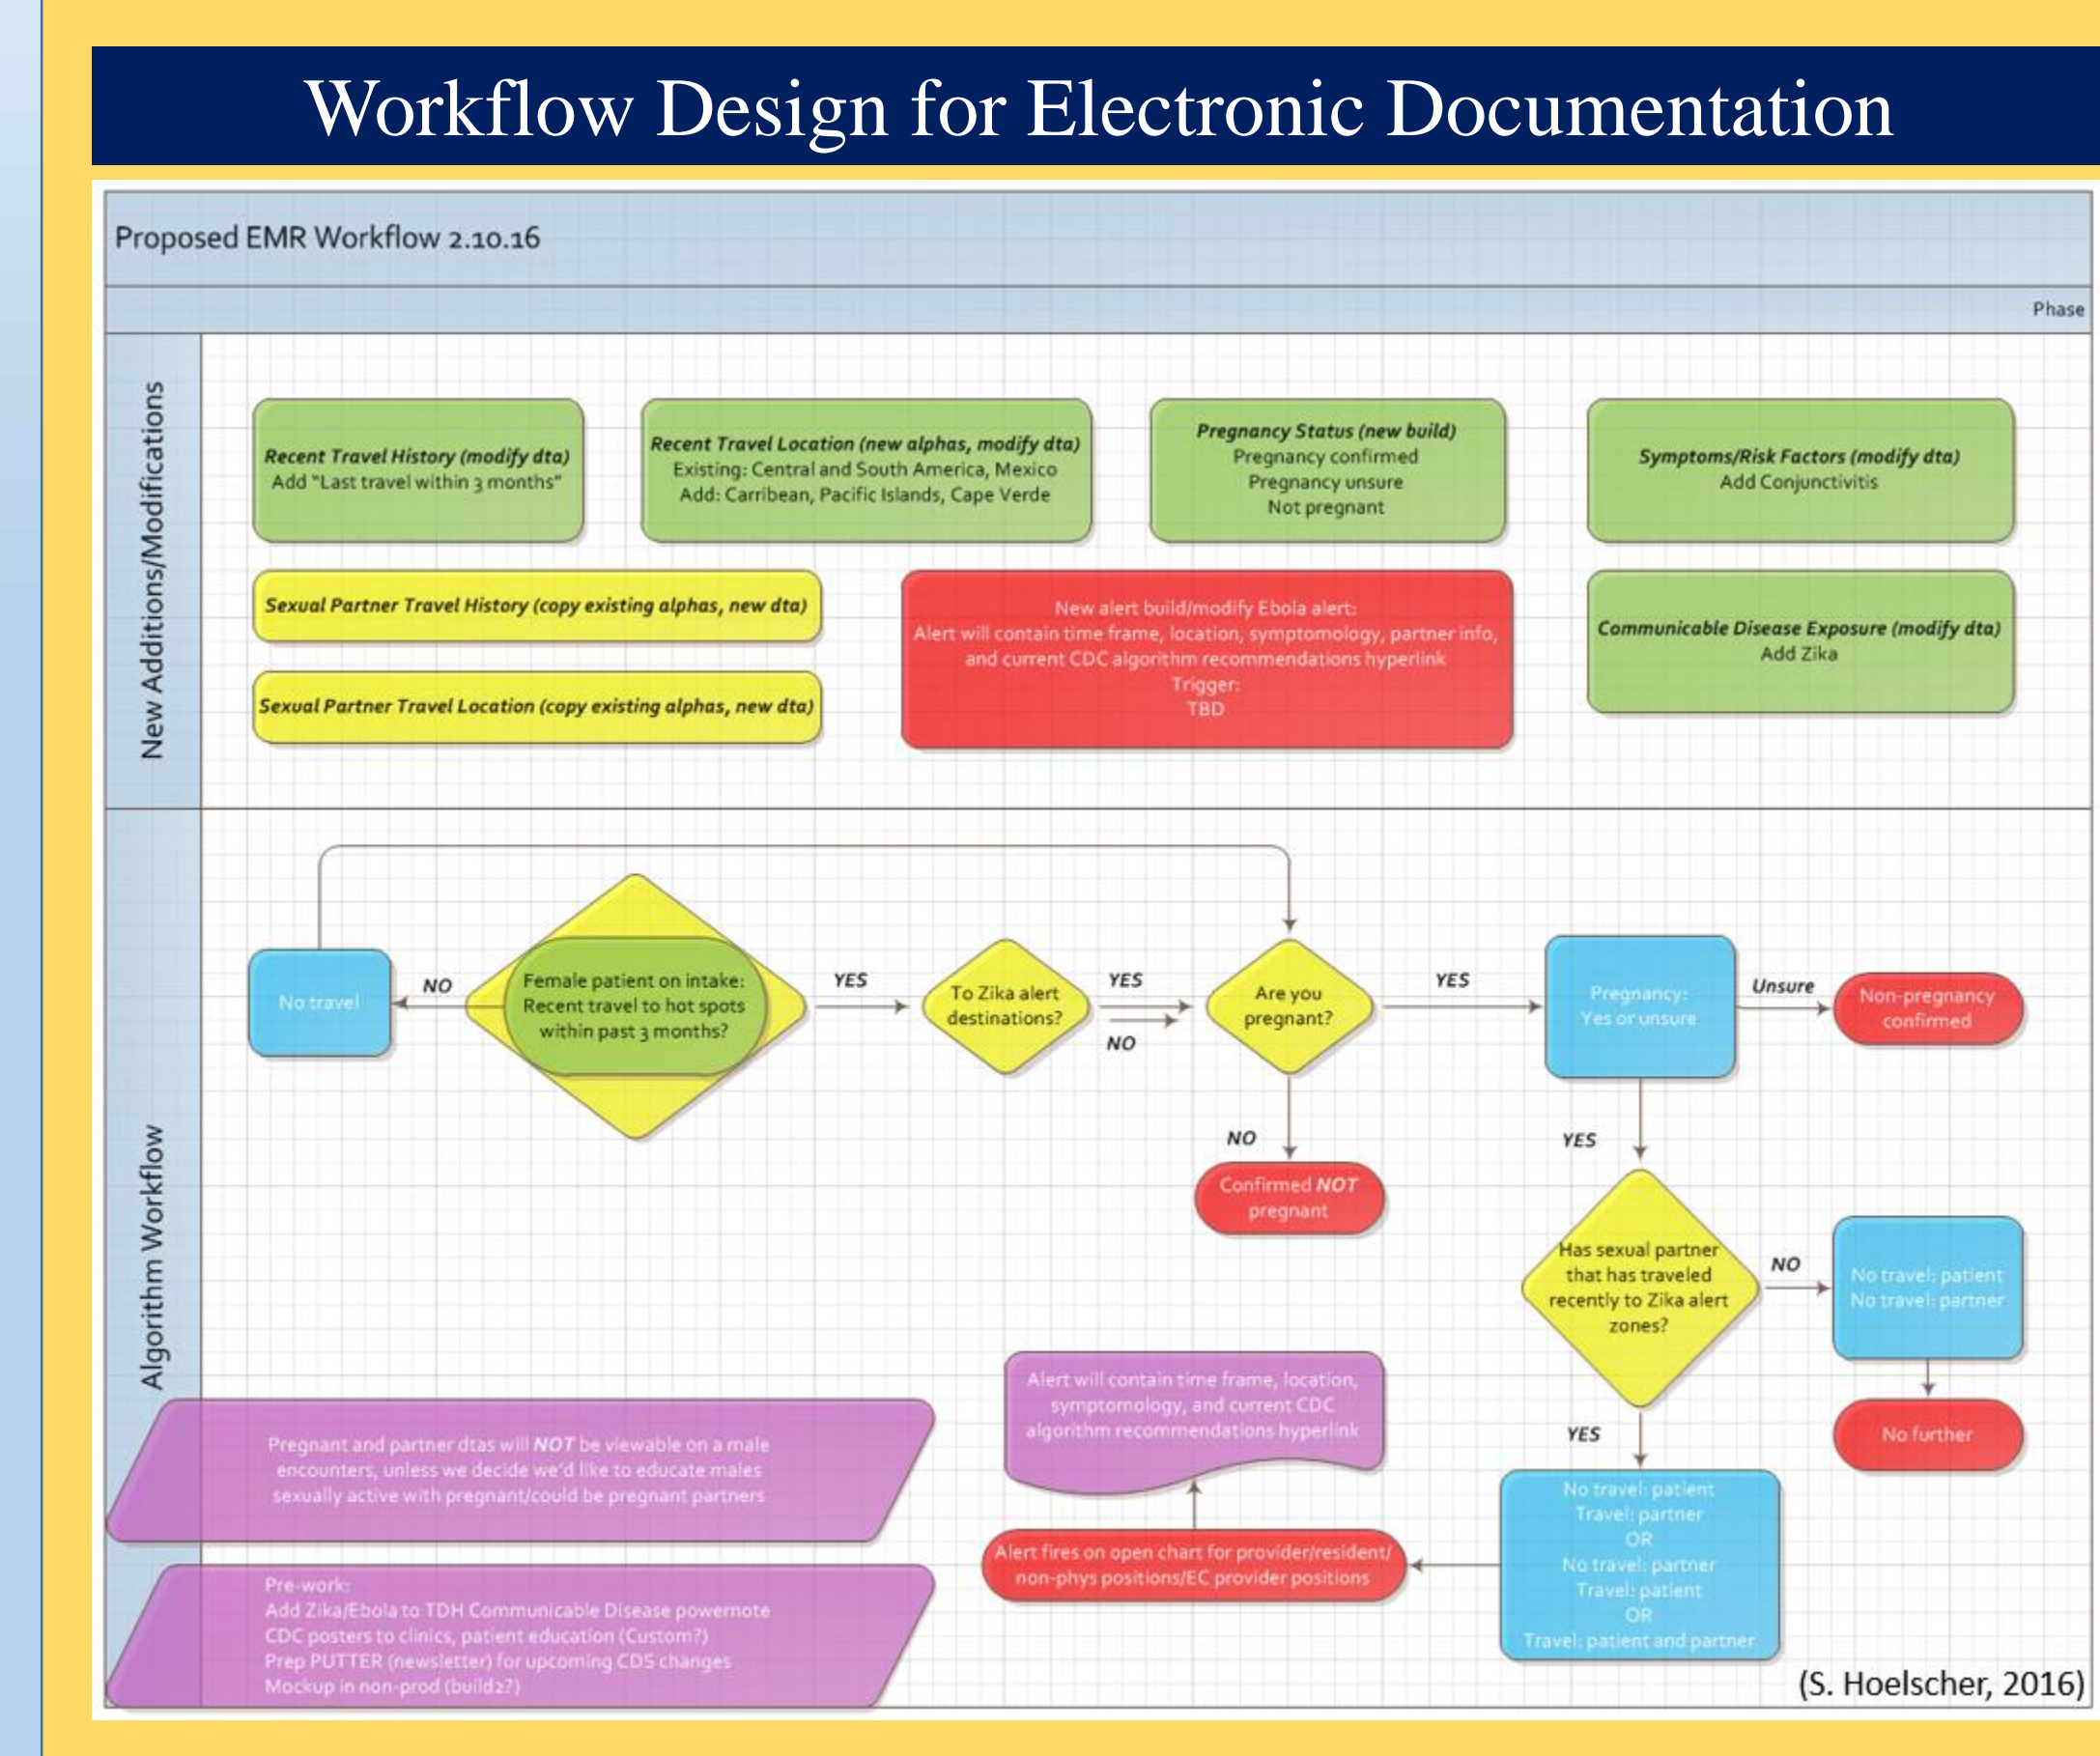 Workflow Design for Electronic Documentation
Proposed EMR Workflow 2.10.16
Phase
New Additions/Modifications
Recent Travel History (modify dta)
Add "Last travel within 3 months"
Recent Travel Location (new alphas, modify dta)
Existing: Central and South America, Mexico
Add: Carribean, Pacific Islands, Cape Verde
Pregnancy Status (new build)
Pregnancy confirmed
Pregnancy unsure
Not pregnant
Symptoms/Risk Factors (modify dta)
Add Conjunctivitis
Sexual Partner Travel History (copy existing alphas, new dta)
Sexual Partner Travel Location (copy existing alphas, new dta)
New alert build/modify Ebola alert:
Alert will contain time frame, location, symptomology, partner info,
and current CDC algorithm recommendations hyperlink
Trigger:
TBD
Communicable Disease Exposure (modify dta)
Add Zika
Algorithm Workflow
No travel
NO
Female patient on intake:
Recent travel to hot spots
within past 3 months?
YES
To Zika alert
destinations?
YES
NO
Are you
pregnant?
YES
Pregnancy:
Yes or unsure
Unsure
Non-pregnancy
confirmed
NO
Confirmed NOT
pregnant
YES
Has sexual partner
that has traveled
recently to Zika alert
zones?
NO
No travel: patient
No travel: partner
No further
YES
No travel: patient
Travel: partner
OR
No travel: partner
Travel: patient
OR
Travel: patient and partner
Alert fires on open chart for provider/resident/
non-phys positions/EC provider positions
Alert will contain time frame, location,
symptomology, and current CDC
algorithm recommendations hyperlink
Pregnant and partner dtas will NOT be viewable on a male
encounters, unless we decide we'd like to educate males
sexually active with pregnant/could be pregnant partners
Pre-work:
Add Zika/Ebola to TDH Communicable Disease powernote
CDC posters to clinics, patient education (Custom?)
Prep PUTTER (newsletter) for upcoming CDS changes
Mockup in non-prod (build2?)
(S. Hoelscher, 2016)